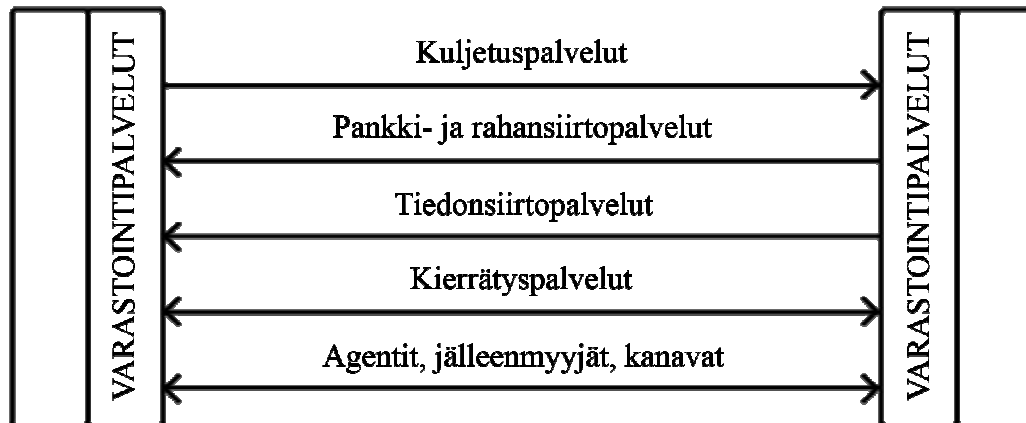 VARASTOINTIPALVELUT
Kuljetuspalvelut
Pankki- ja rahansiirtopalvelut
Tiedonsiirtopalvelut
Kierrätyspalvelut
Agentit, jälleenmyyjät, kanavat
VARASTOINTIPALVELUT